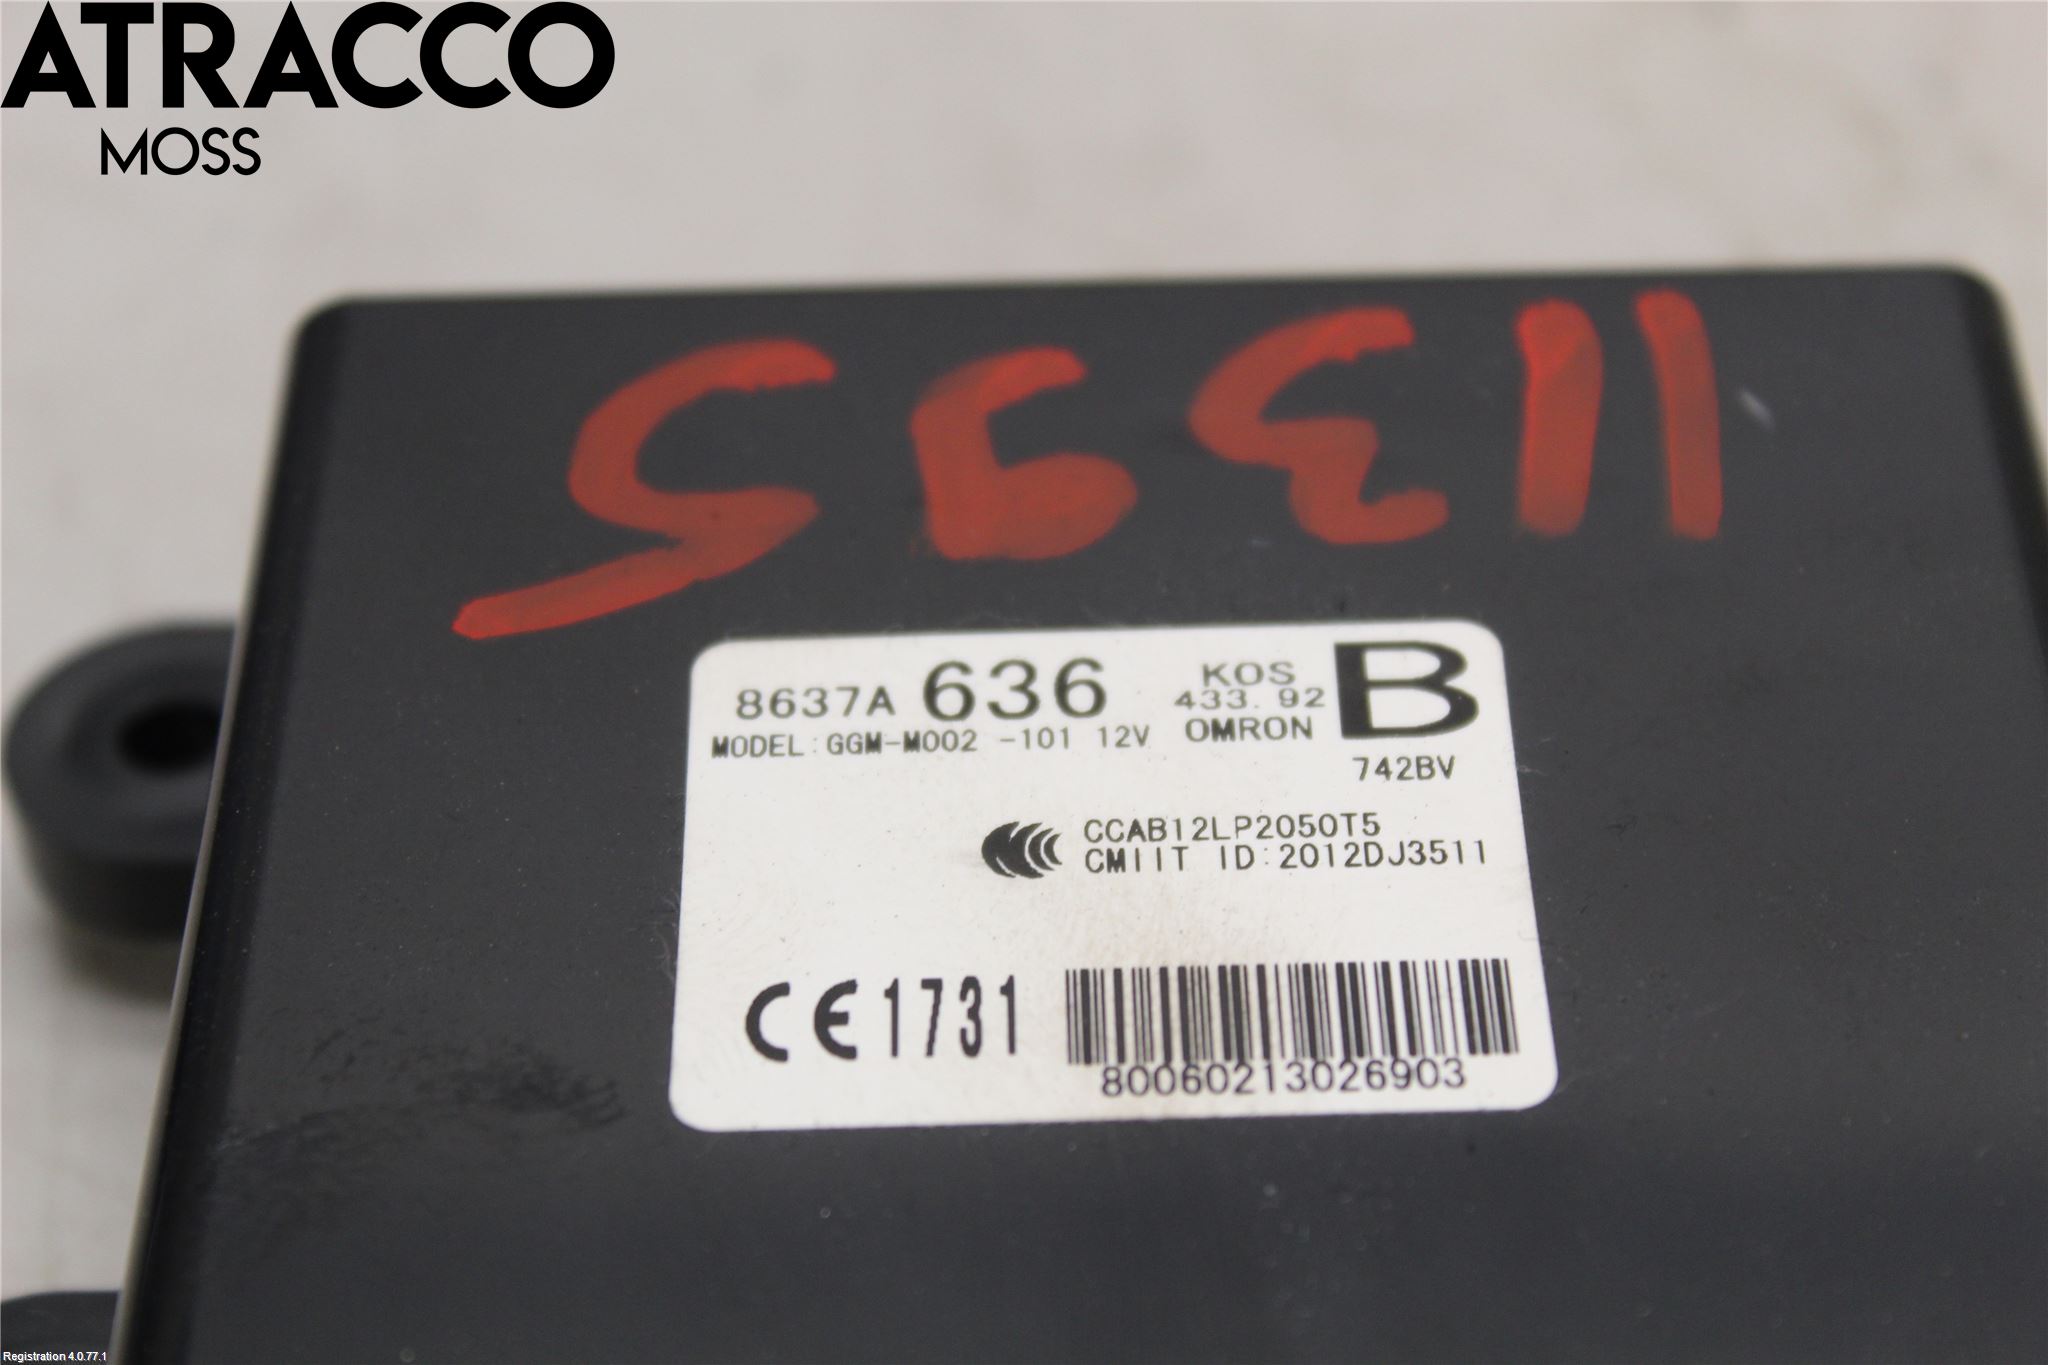 ATRACCO
MOSS
11395
8637A 636 KOS 433.92 OMRON B
MODEL:GGM-M002 -101 12V
742BV
CCAB12LP2050T5
CMIIT ID:2012DJ3511
CE1731
80060213026903
Registration 4.0.77.1